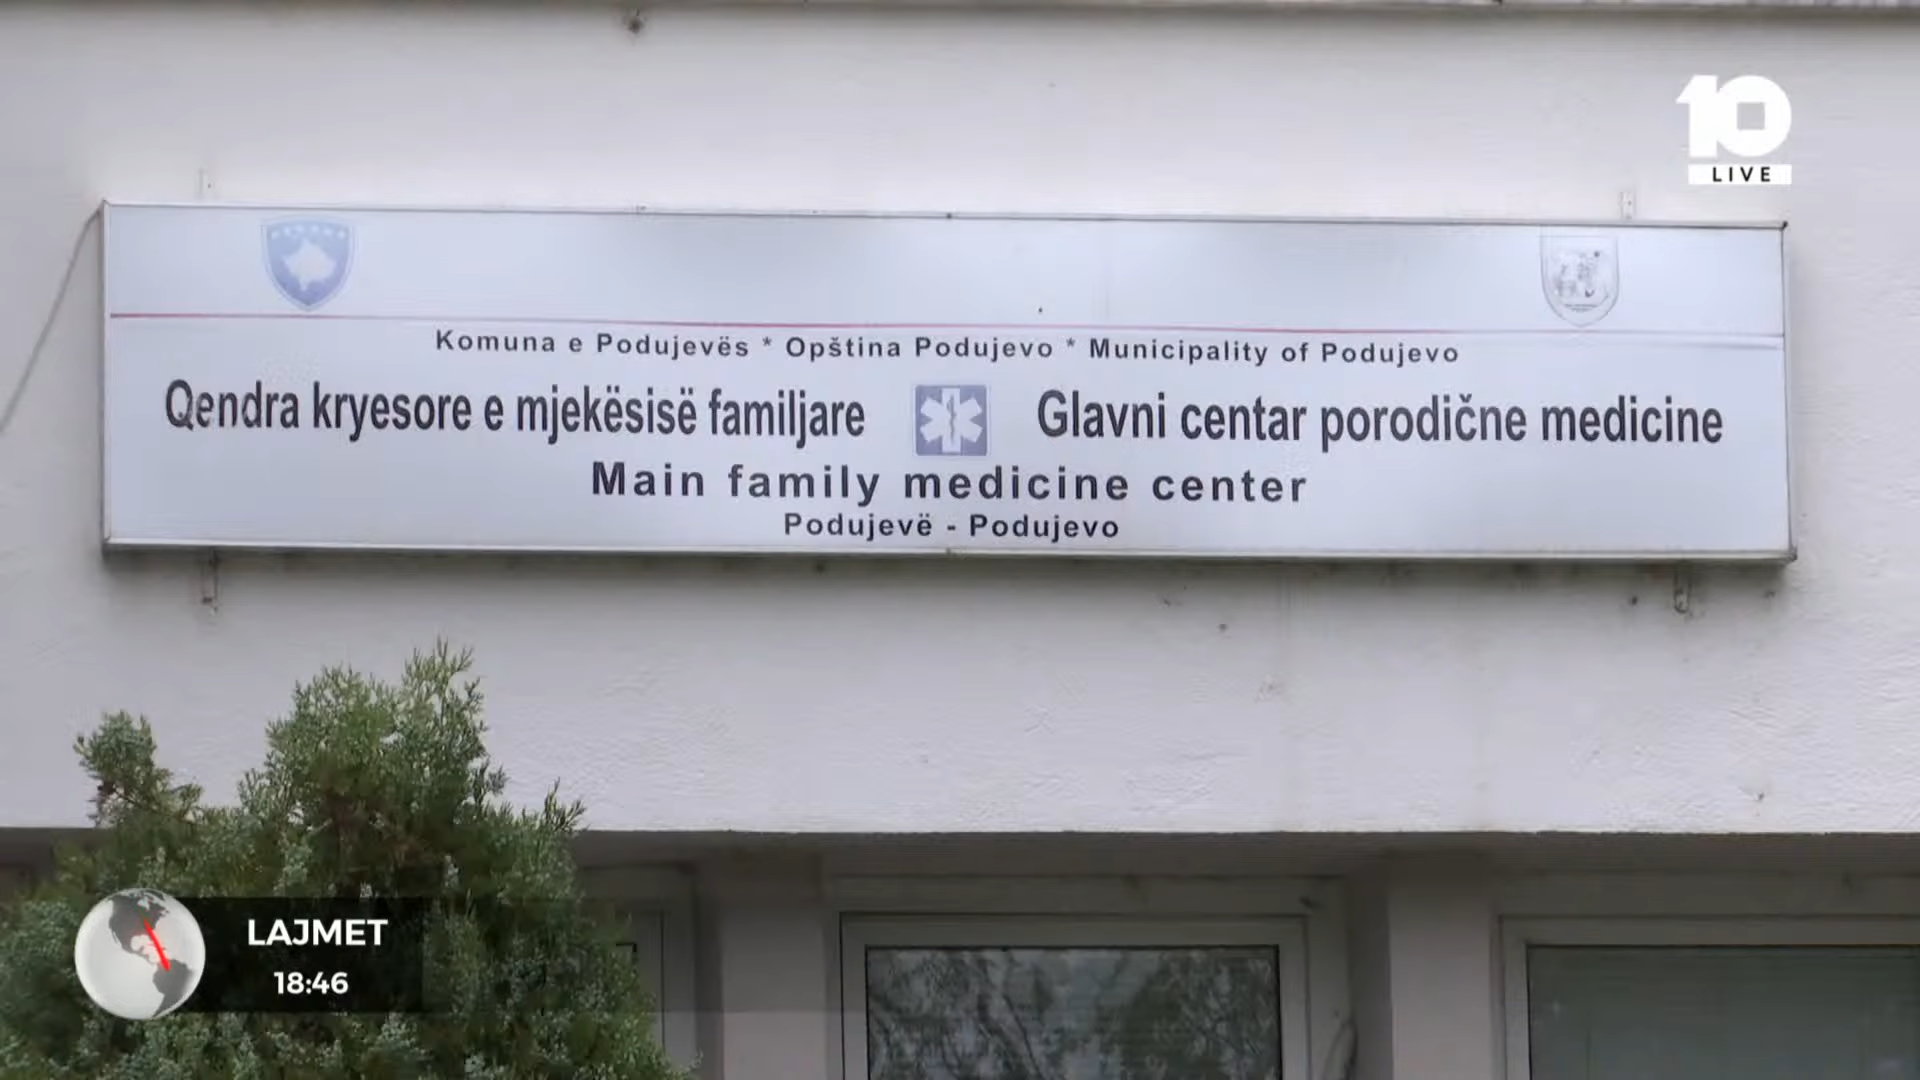 10
LIVE
Komuna e Podujevës * Opština Podujevo * Municipality of Podujevo
Qendra kryesore e mjekësisë familjare Glavni centar porodične medicine
Main family medicine center
Podujevë - Podujevo
LAJMET
18:46